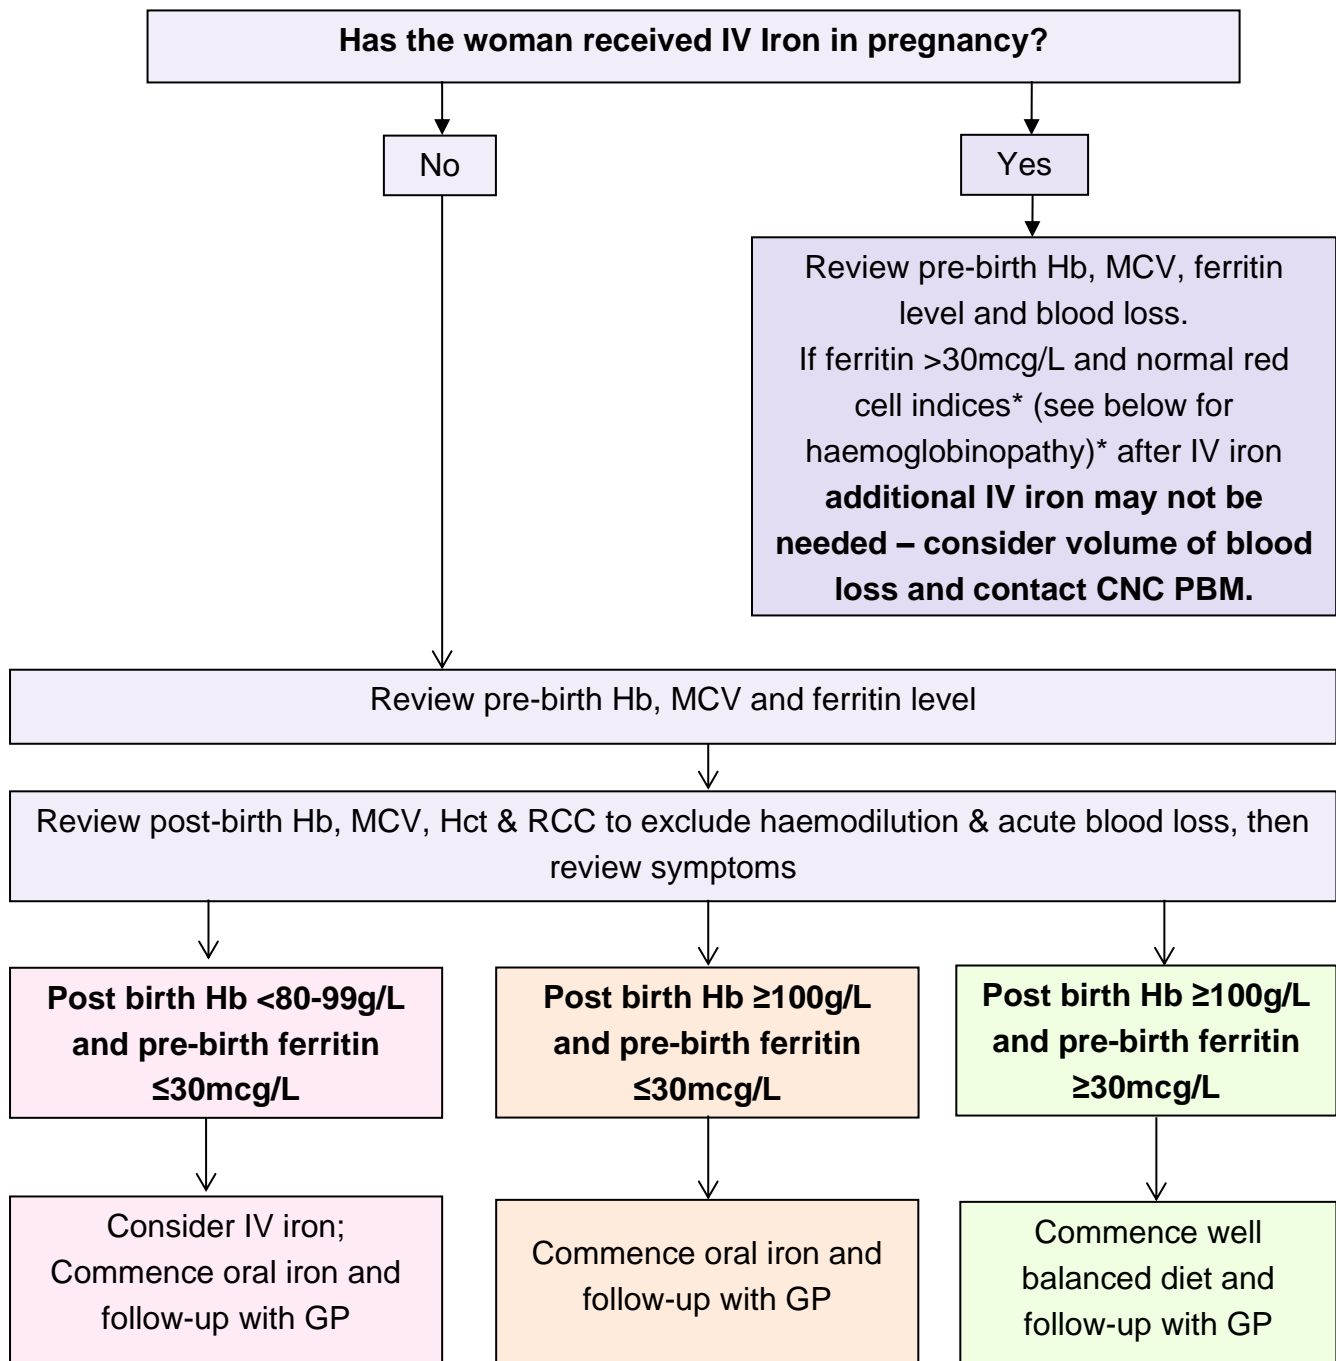 Has the woman received IV Iron in pregnancy?
No
Yes
Review pre-birth Hb, MCV, ferritin
level and blood loss.
If ferritin >30mcg/L and normal red
cell indices* (see below for
haemoglobinopathy)* after IV iron
additional IV iron may not be
needed – consider volume of blood
loss and contact CNC PBM.
Review pre-birth Hb, MCV and ferritin level
Review post-birth Hb, MCV, Hct & RCC to exclude haemodilution & acute blood loss, then
review symptoms
Post birth Hb <80-99g/L
and pre-birth ferritin
≤30mcg/L
Post birth Hb ≥100g/L
and pre-birth ferritin
≤30mcg/L
Post birth Hb ≥100g/L
and pre-birth ferritin
≥30mcg/L
Consider IV iron;
Commence oral iron and
follow-up with GP
Commence oral iron and
follow-up with GP
Commence well
balanced diet and
follow-up with GP